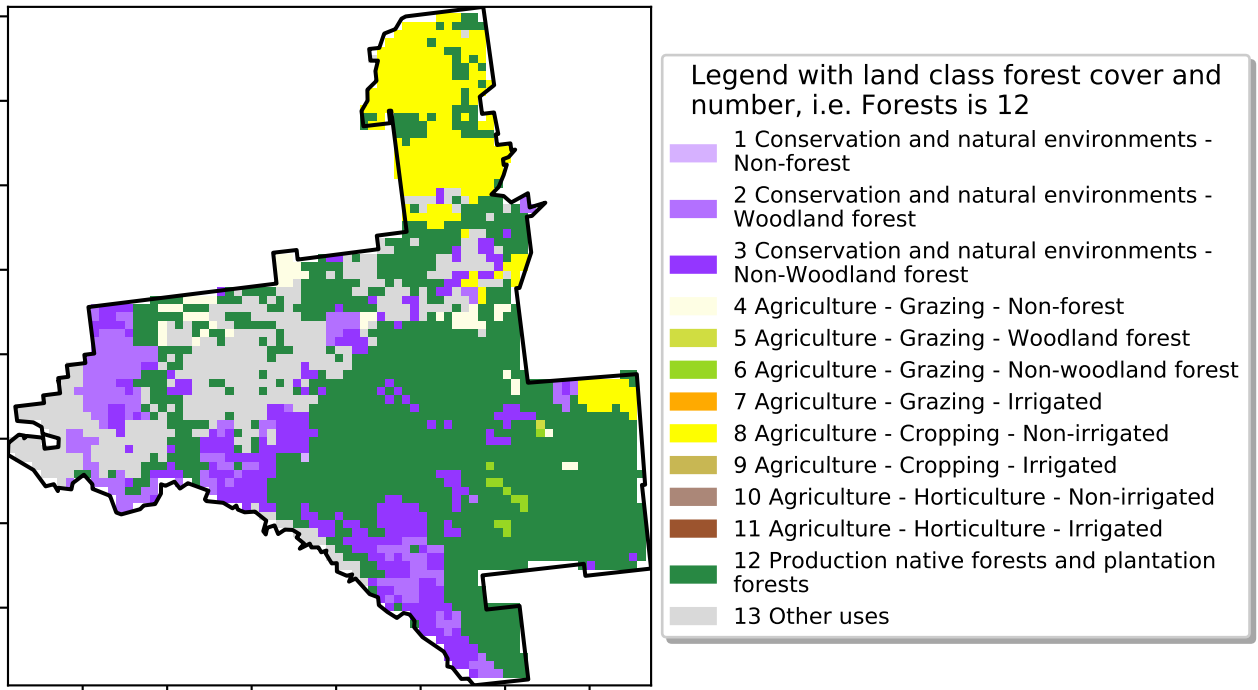 Legend with land class forest cover and
number, i.e. Forests is 12
1 Conservation and natural environments -
Non-forest
2 Conservation and natural environments -
Woodland forest
3 Conservation and natural environments -
Non-Woodland forest
4 Agriculture - Grazing - Non-forest
5 Agriculture - Grazing - Woodland forest
6 Agriculture - Grazing - Non-woodland forest
7 Agriculture - Grazing - Irrigated
8 Agriculture - Cropping - Non-irrigated
9 Agriculture - Cropping - Irrigated
10 Agriculture - Horticulture - Non-irrigated
11 Agriculture - Horticulture - Irrigated
12 Production native forests and plantation
forests
13 Other uses